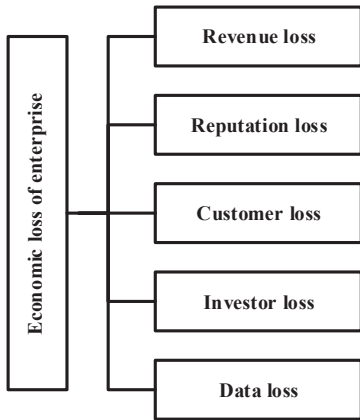 Economic loss of enterprise
Revenue loss
Reputation loss
Customer loss
Investor loss
Data loss